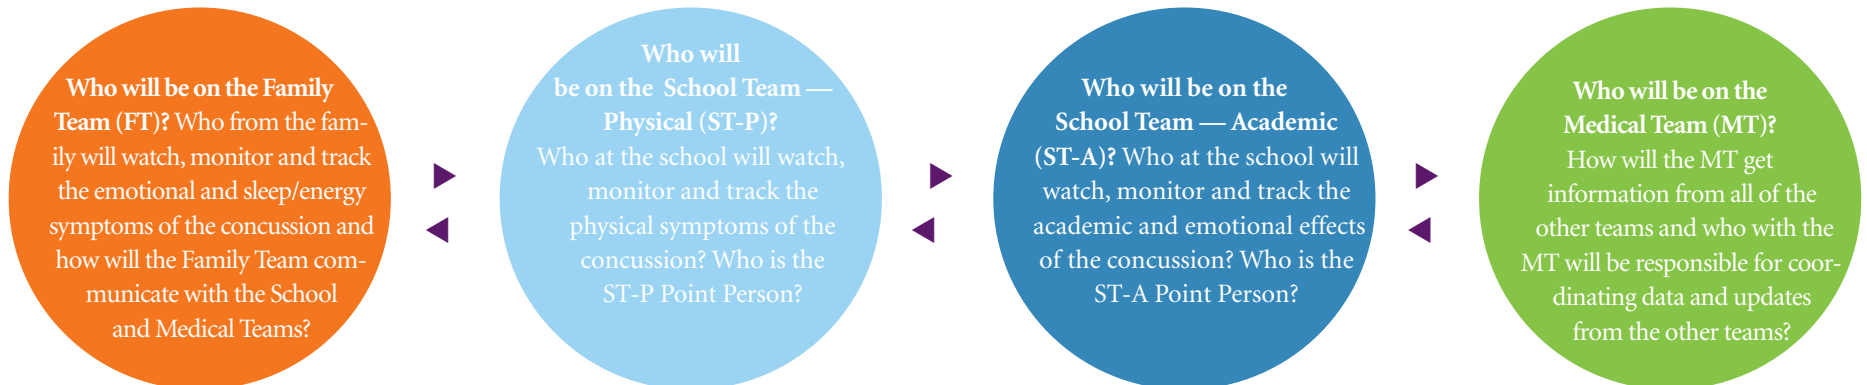 Who will be on the Family
Team (FT)? Who from the fam-
ily will watch, monitor and track
the emotional and sleep/energy
symptoms of the concussion and
how will the Family Team com-
municate with the School
and Medical Teams?
Who will
be on the School Team —
Physical (ST-P)?
Who at the school will watch,
monitor and track the
physical symptoms of the
concussion? Who is the
ST-P Point Person?
Who will be on the
School Team — Academic
(ST-A)? Who at the school will
watch, monitor and track the
academic and emotional effects
of the concussion? Who is the
ST-A Point Person?
Who will be on the
Medical Team (MT)?
How will the MT get
information from all of the
other teams and who with the
MT will be responsible for coor-
dinating data and updates
from the other teams?